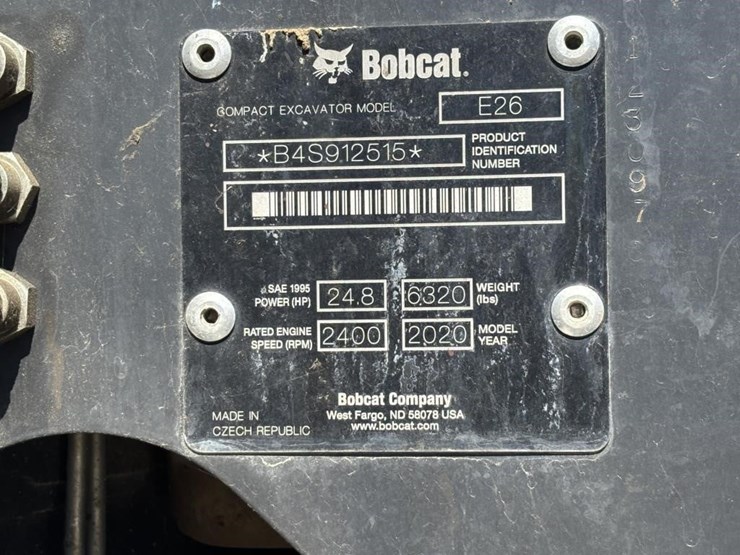 Bobcat.
COMPACT EXCAVATOR MODEL E26
*B4S912515* PRODUCT IDENTIFICATION NUMBER
SAE 1995 POWER (HP) 24.8 6320 WEIGHT (lbs)
RATED ENGINE SPEED (RPM) 2400 2020 MODEL YEAR
Bobcat Company
West Fargo, ND 58078 USA
www.bobcat.com
MADE IN
CZECH REPUBLIC